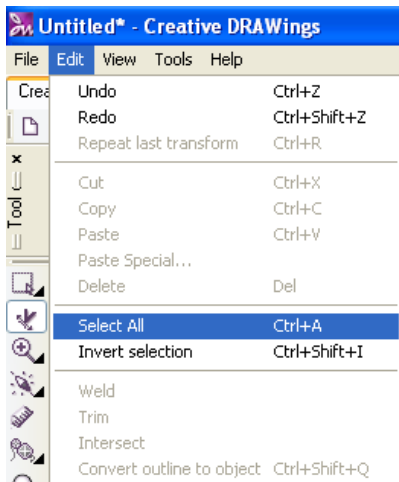 Untitled* - Creative DRAWings
File Edit View Tools Help
Crea
Undo Ctrl+Z
Redo Ctrl+Shift+Z
Repeat last transform Ctrl+R
Cut Ctrl+X
Copy Ctrl+C
Paste Ctrl+V
Paste Special...
Delete Del
Select All Ctrl+A
Invert selection Ctrl+Shift+I
Weld
Trim
Intersect
Convert outline to object Ctrl+Shift+Q
Tool